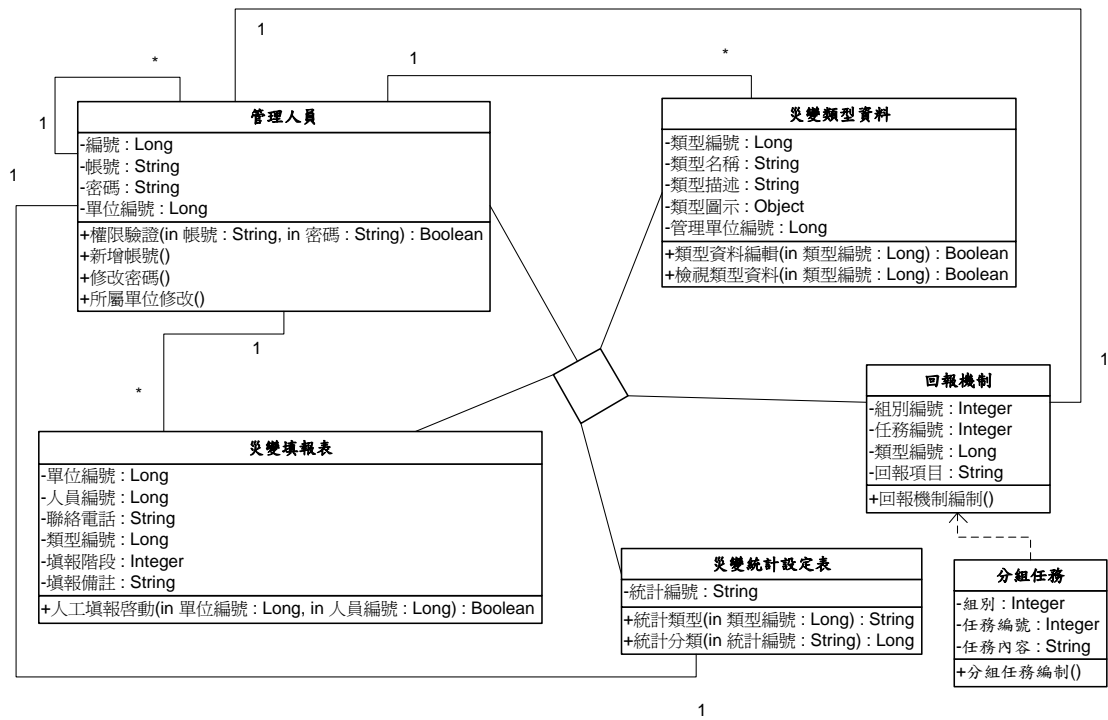 1
1
*
1
*
1
1
管理人員
-編號 : Long
-帳號 : String
-密碼 : String
-單位編號 : Long
+權限驗證(in 帳號 : String, in 密碼 : String) : Boolean
+新增帳號()
+修改密碼()
+所屬單位修改()
災變類型資料
-類型編號 : Long
-類型名稱 : String
-類型描述 : String
-類型圖示 : Object
-管理單位編號 : Long
+類型資料編輯(in 類型編號 : Long) : Boolean
+檢視類型資料(in 類型編號 : Long) : Boolean
1
*
1
回報機制
-組別編號 : Integer
-任務編號 : Integer
-類型編號 : Long
-回報項目 : String
+回報機制編制()
災變填報表
-單位編號 : Long
-人員編號 : Long
-聯絡電話 : String
-類型編號 : Long
-填報階段 : Integer
-填報備註 : String
+人工填報啓動(in 單位編號 : Long, in 人員編號 : Long) : Boolean
災變統計設定表
-統計編號 : String
+統計類型(in 類型編號 : Long) : String
+統計分類(in 統計編號 : String) : Long
分組任務
-組別 : Integer
-任務編號 : Integer
-任務內容 : String
+分組任務編制()
1